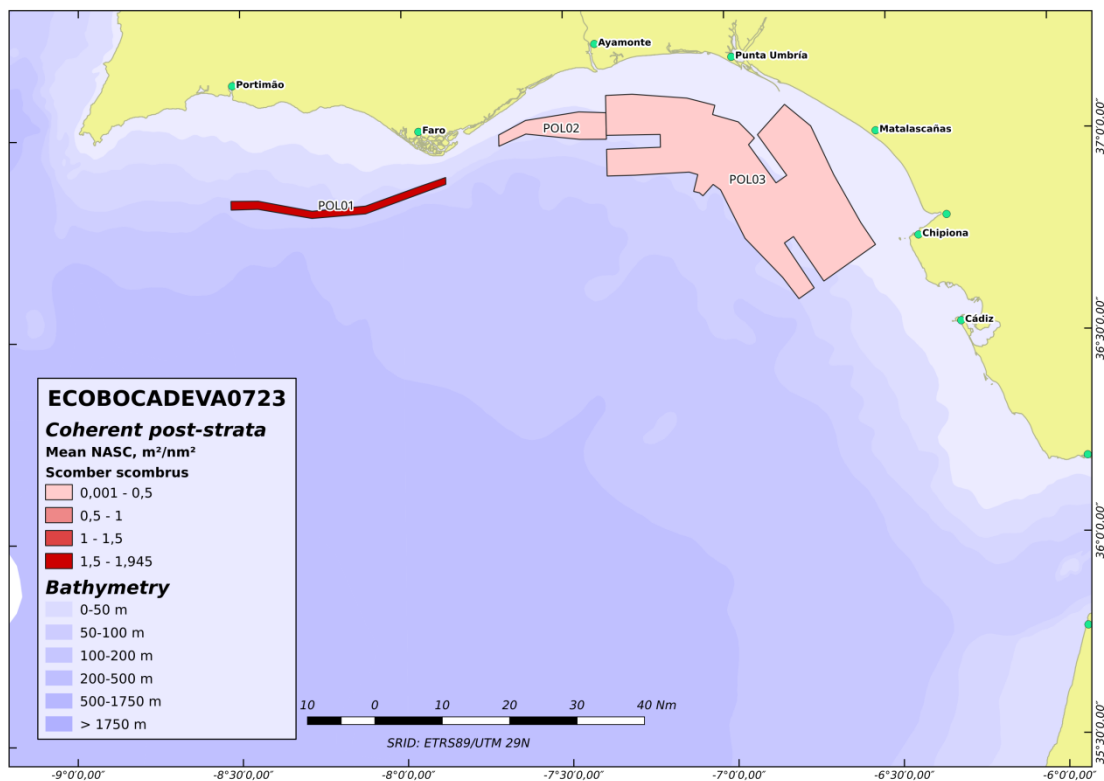 Ayamonte
Punta Umbría
Portimão
Faro
Matalascañas
POL02
POL03
POL01
Chipiona
Cádiz
37°0'0.00"
36°30'0.00"
36°0'0.00"
35°30'0.00"
ECOBOCADEVA0723
Coherent post-strata
Mean NASC, m²/nm²
Scomber scombrus
0,001 - 0,5
0,5 - 1
1 - 1,5
1,5 - 1,945
Bathymetry
0-50 m
50-100 m
100-200 m
200-500 m
500-1750 m
> 1750 m
10 0 10 20 30 40 Nm
SRID: ETRS89/UTM 29N
-9°0'0,00" -8°30'0,00" -8°0'0,00" -7°30'0,00" -7°0'0,00" -6°30'0,00" -6°0'0,00"